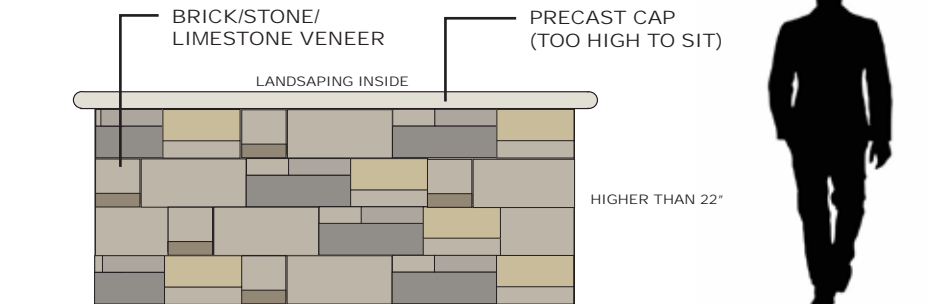 BRICK/STONE/
LIMESTONE VENEER
PRECAST CAP
(TOO HIGH TO SIT)
LANDSAPING INSIDE
HIGHER THAN 22"